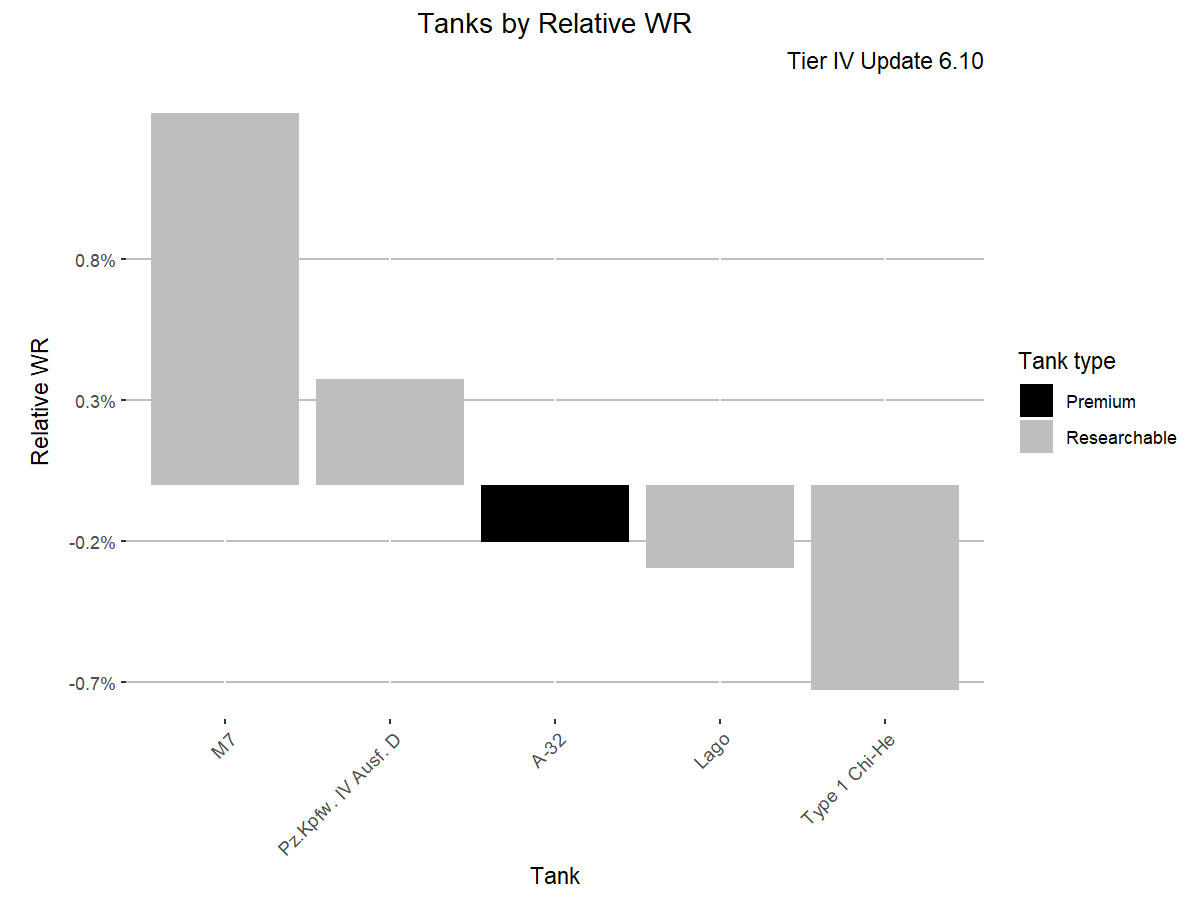 Tanks by Relative WR
Tier IV Update 6.10
Relative WR
0.8%
0.3%
-0.2%
-0.7%
M7
Pz.Kpfw. IV Ausf. D
A-32
Lago
Type 1 Chi-He
Tank
Tank type
Premium
Researchable